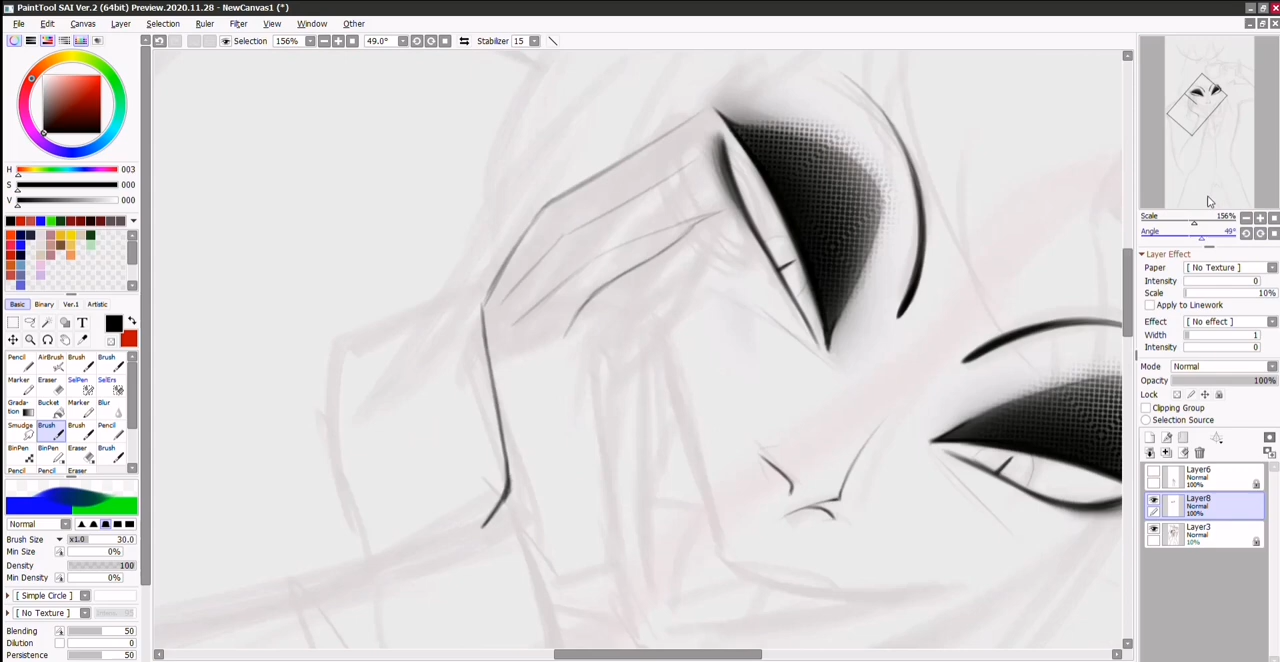 PaintTool SAI Ver.2 (64bit) Preview.2020.11.28 - NewCanvas1 (*)
File Edit Canvas Layer Selection Ruler Filter View Window Other
Selection 156% 49.0° Stabilizer 15
H 003
S 000
V 000
Basic Binary Ver.1 Artistic
T
Pencil AirBrush Brush Brush
Marker Eraser SelPen SelErs
Grada-tion Bucket Marker Blur
Smudge Brush Brush Pencil
BinPen BinPen Eraser Brush
Pencil Pencil Eraser
Normal
Brush Size x1.0 30.0
Min Size 0%
Density 100
Min Density 0%
[ Simple Circle ]
[ No Texture ]
Blending 50
Dilution 0
Persistence 50
Scale 156%
Angle 49°
Layer Effect
Paper [ No Texture ]
Intensity 0
Scale 10%
Apply to Linework
Effect [ No effect ]
Width 1
Intensity 0
Mode Normal
Opacity 100%
Lock
Clipping Group
Selection Source
Layer6
Normal
100%
Layer8
Normal
100%
Layer3
Normal
10%